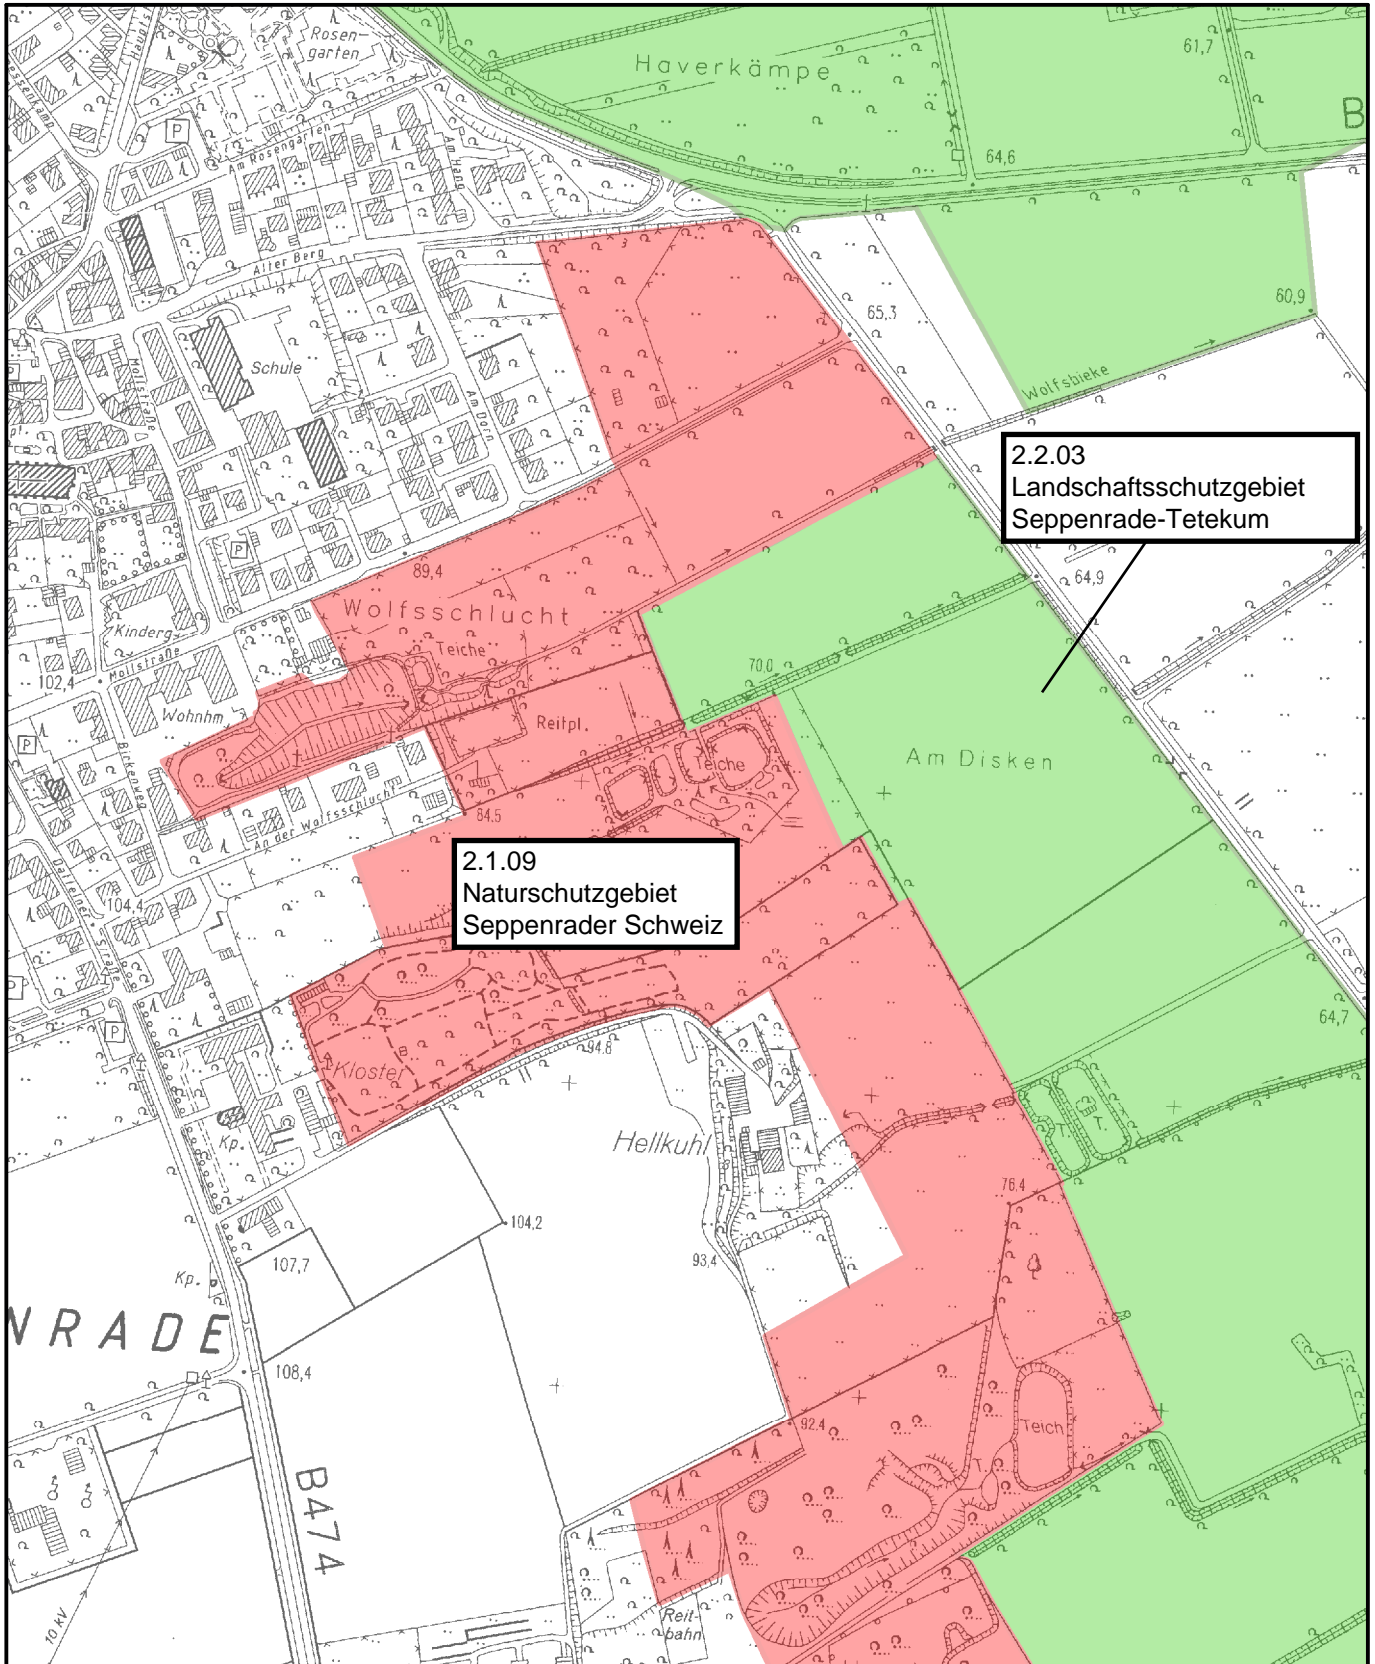 Rosen-
garten
Haverkämpe
61,7
B
P
Am Rosengarten
Am Hang
64,6
Alter Berg
65,3
60,9
Schule
Mollstraße
Am Dorn
Wolfsbieke
2.2.03
Landschaftsschutzgebiet
Seppenrade-Tetekum
P
89,4
64,9
Wolfsschlucht
Kinderg.
Mollstraße
Teiche
102,4
70,0
Wohnhm.
Reitpl.
P
Birkenweg
Teiche
Am Disken
An der Wolfsschlucht
84,5
2.1.09
Naturschutzgebiet
Seppenrader Schweiz
104,4
Straße
P
64,7
94,8
Kloster
Hellkuhl
Kp.
76,4
104,2
93,4
107,7
Kp.
NRADE
108,4
92,4
Teich
T.
B474
10 kV
Reit-
bahn